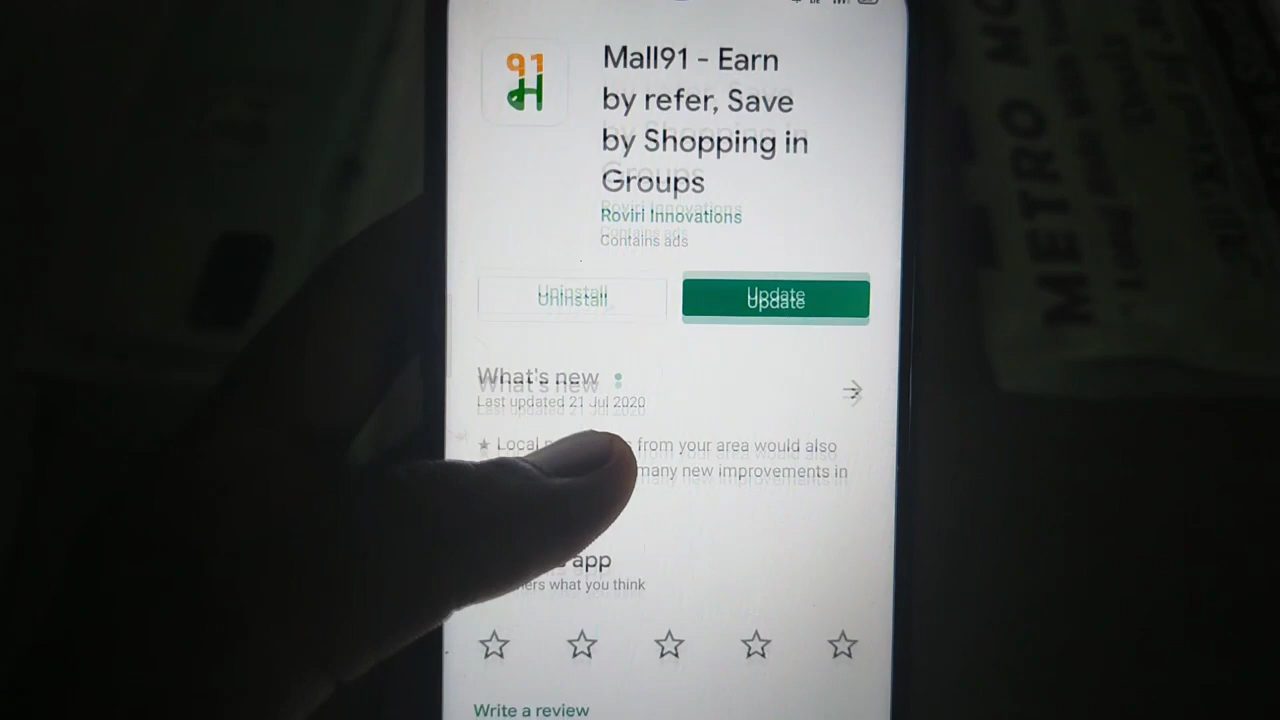 91
Mall91 - Earn
by refer, Save
by Shopping in
Groups
Roviri Innovations
Contains ads
Uninstall
Update
What's new
Last updated 21 Jul 2020
★ Local from your area would also
many new improvements in
app
what you think
Write a review
METRO